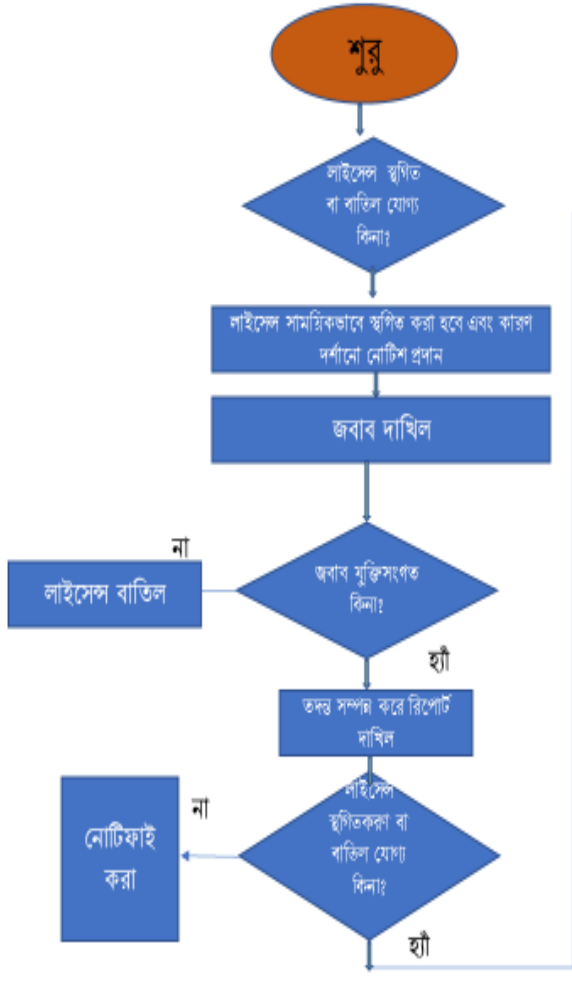 শুরু
লাইসেন্স স্থগিত
বা বাতিল যোগ্য
কিনা?
লাইসেন্স সাময়িকভাবে স্থগিত করা হবে এবং কারণ
দর্শানো নোটিশ প্রদান
জবাব দাখিল
না
লাইসেন্স বাতিল
জবাব যুক্তিসংগত
কিনা?
হ্যাঁ
তদন্ত সম্পন্ন করে রিপোর্ট
দাখিল
লাইসেন্স
স্থগিতকরণ বা
বাতিল যোগ্য
কিনা?
না
নোটিফাই
করা
হ্যাঁ